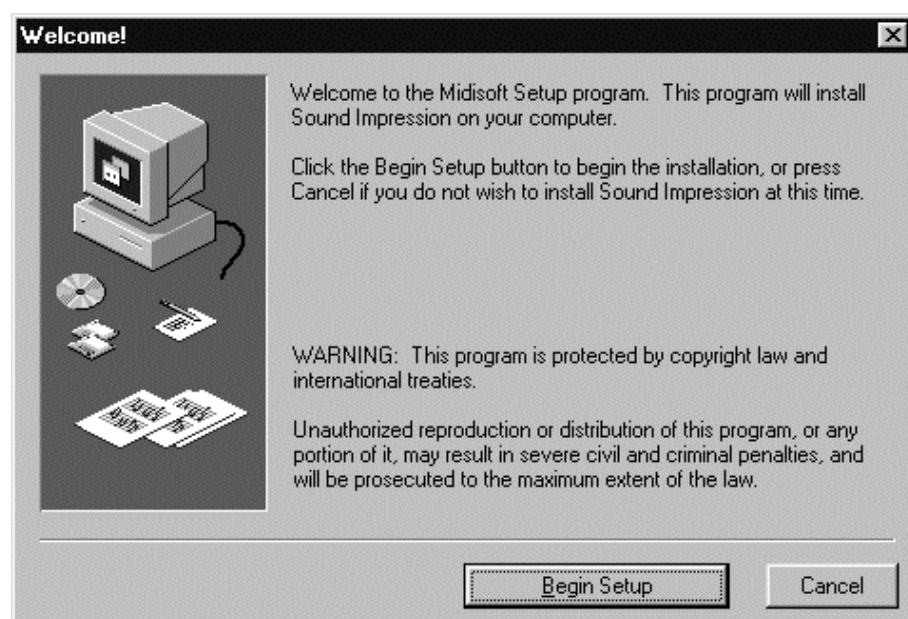 Welcome!
Welcome to the Midisoft Setup program.  This program will install
Sound Impression on your computer.
Click the Begin Setup button to begin the installation, or press
Cancel if you do not wish to install Sound Impression at this time.
WARNING:  This program is protected by copyright law and
international treaties.
Unauthorized reproduction or distribution of this program, or any
portion of it, may result in severe civil and criminal penalties, and
will be prosecuted to the maximum extent of the law.
Begin Setup
Cancel